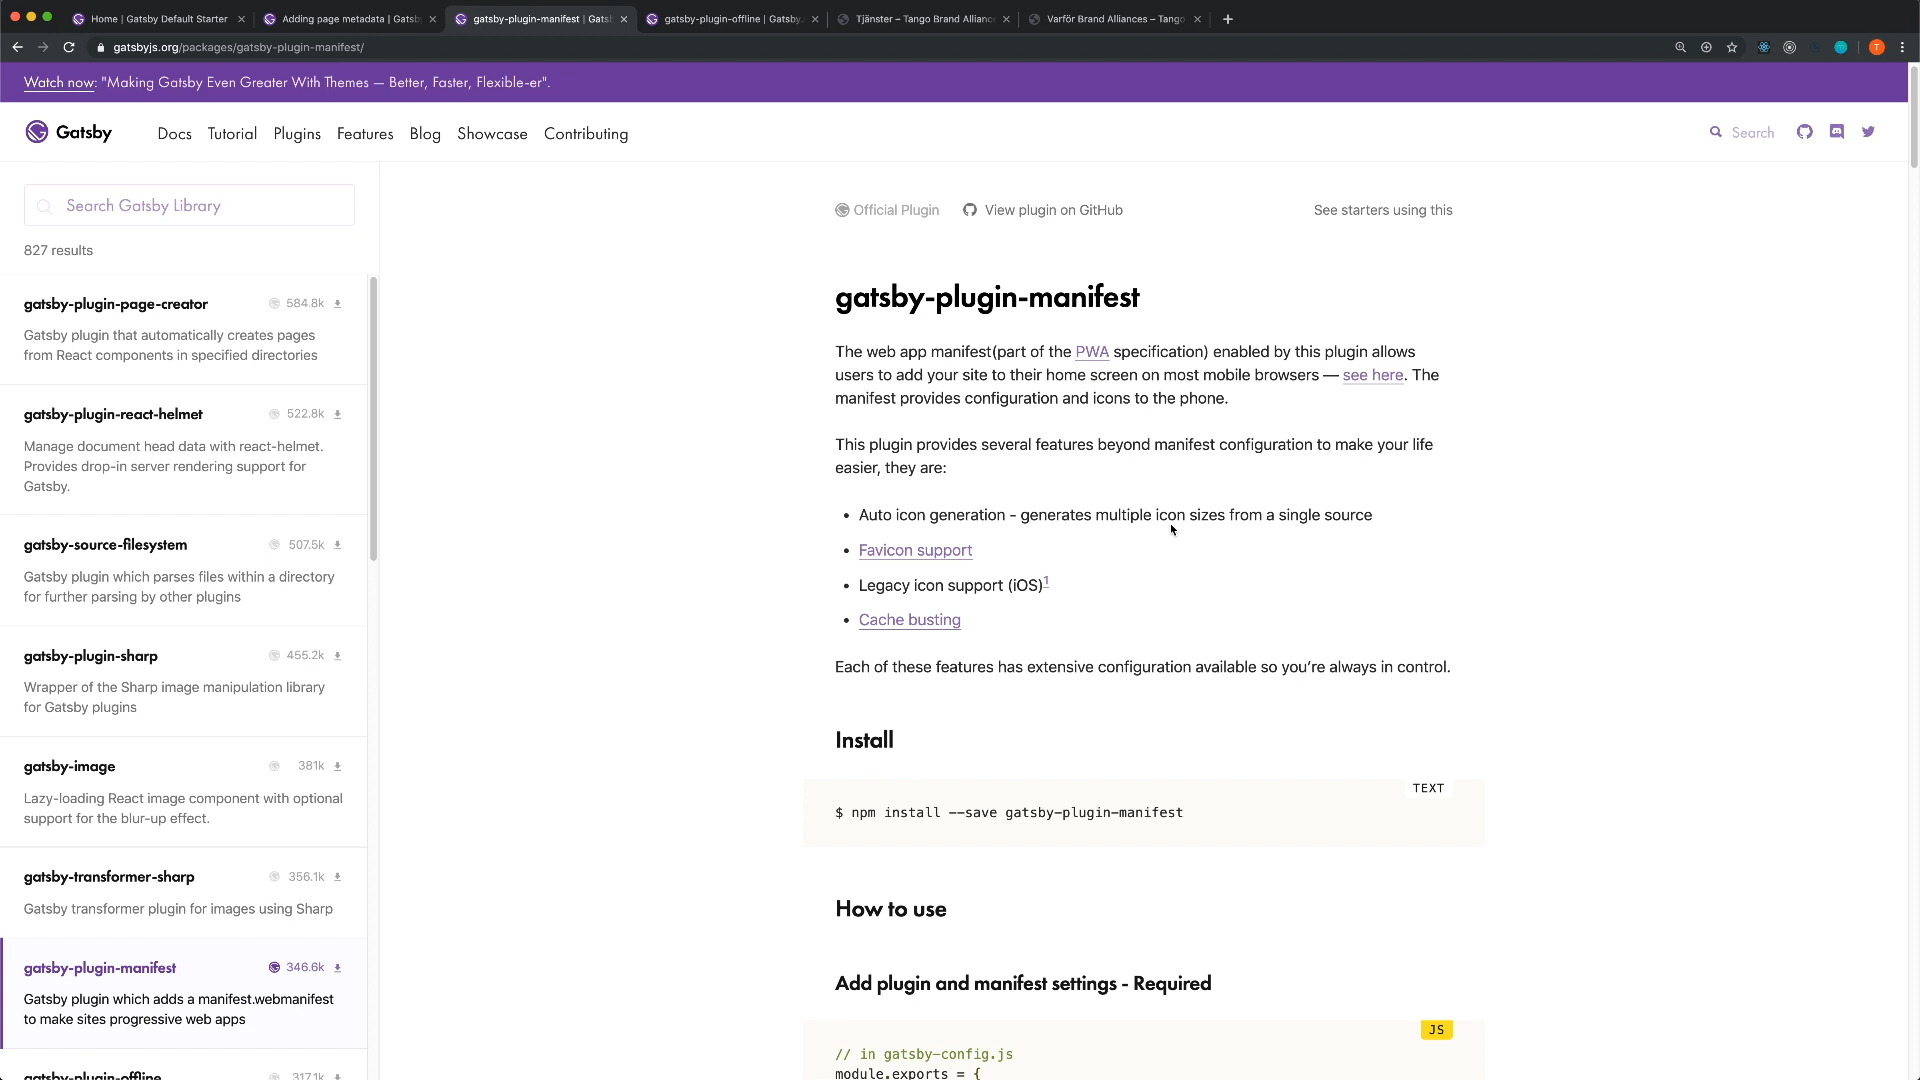 Home | Gatsby Default Starter
Adding page metadata | Gatsb
gatsby-plugin-manifest | Gats
gatsby-plugin-offline | Gatsby
Tjänster – Tango Brand Alliance
Varför Brand Alliances – Tango
gatsbyjs.org/packages/gatsby-plugin-manifest/
T
Watch now: "Making Gatsby Even Greater With Themes — Better, Faster, Flexible-er".
Gatsby
Docs Tutorial Plugins Features Blog Showcase Contributing
Search
Search Gatsby Library
827 results
gatsby-plugin-page-creator 584.8k
Gatsby plugin that automatically creates pages
from React components in specified directories
gatsby-plugin-react-helmet 522.8k
Manage document head data with react-helmet.
Provides drop-in server rendering support for
Gatsby.
gatsby-source-filesystem 507.5k
Gatsby plugin which parses files within a directory
for further parsing by other plugins
gatsby-plugin-sharp 455.2k
Wrapper of the Sharp image manipulation library
for Gatsby plugins
gatsby-image 381k
Lazy-loading React image component with optional
support for the blur-up effect.
gatsby-transformer-sharp 356.1k
Gatsby transformer plugin for images using Sharp
gatsby-plugin-manifest 346.6k
Gatsby plugin which adds a manifest.webmanifest
to make sites progressive web apps
gatsby-plugin-offline 317.1k
Official Plugin View plugin on GitHub See starters using this
gatsby-plugin-manifest
The web app manifest(part of the PWA specification) enabled by this plugin allows
users to add your site to their home screen on most mobile browsers — see here. The
manifest provides configuration and icons to the phone.
This plugin provides several features beyond manifest configuration to make your life
easier, they are:
• Auto icon generation - generates multiple icon sizes from a single source
• Favicon support
• Legacy icon support (iOS)1
• Cache busting
Each of these features has extensive configuration available so you're always in control.
Install
TEXT
$ npm install --save gatsby-plugin-manifest
How to use
Add plugin and manifest settings - Required
JS
// in gatsby-config.js
module.exports = {